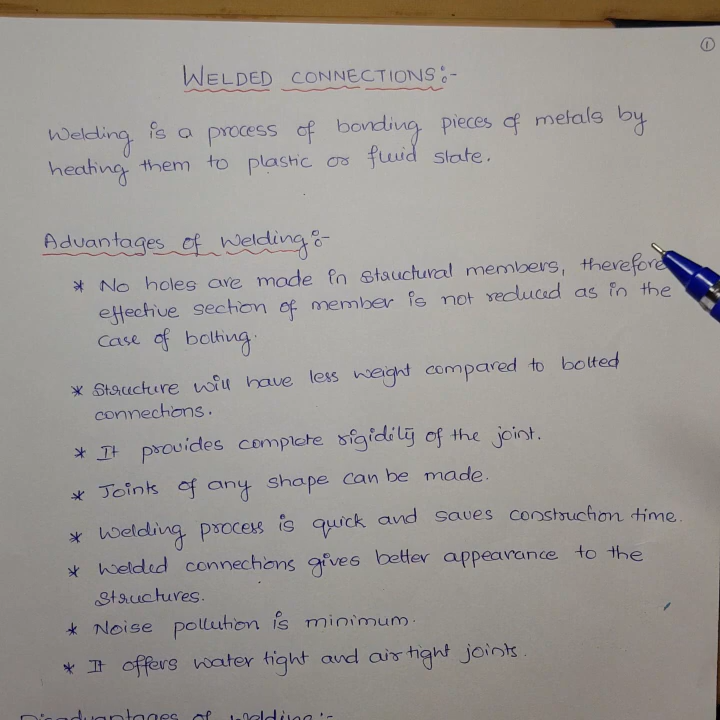 ①
WELDED CONNECTIONS:-
Welding is a process of bonding pieces of metals by
heating them to plastic or fluid state.
Advantages of Welding:-
* No holes are made in structural members, therefore
effective section of member is not reduced as in the
case of bolting.
* Structure will have less weight compared to bolted
connections.
* It provides complete rigidity of the joint.
* Joints of any shape can be made.
* Welding process is quick and saves construction time.
* Welded connections gives better appearance to the
structures.
* Noise pollution is minimum.
* It offers water tight and air tight joints.
Disadvantages of Welding:-